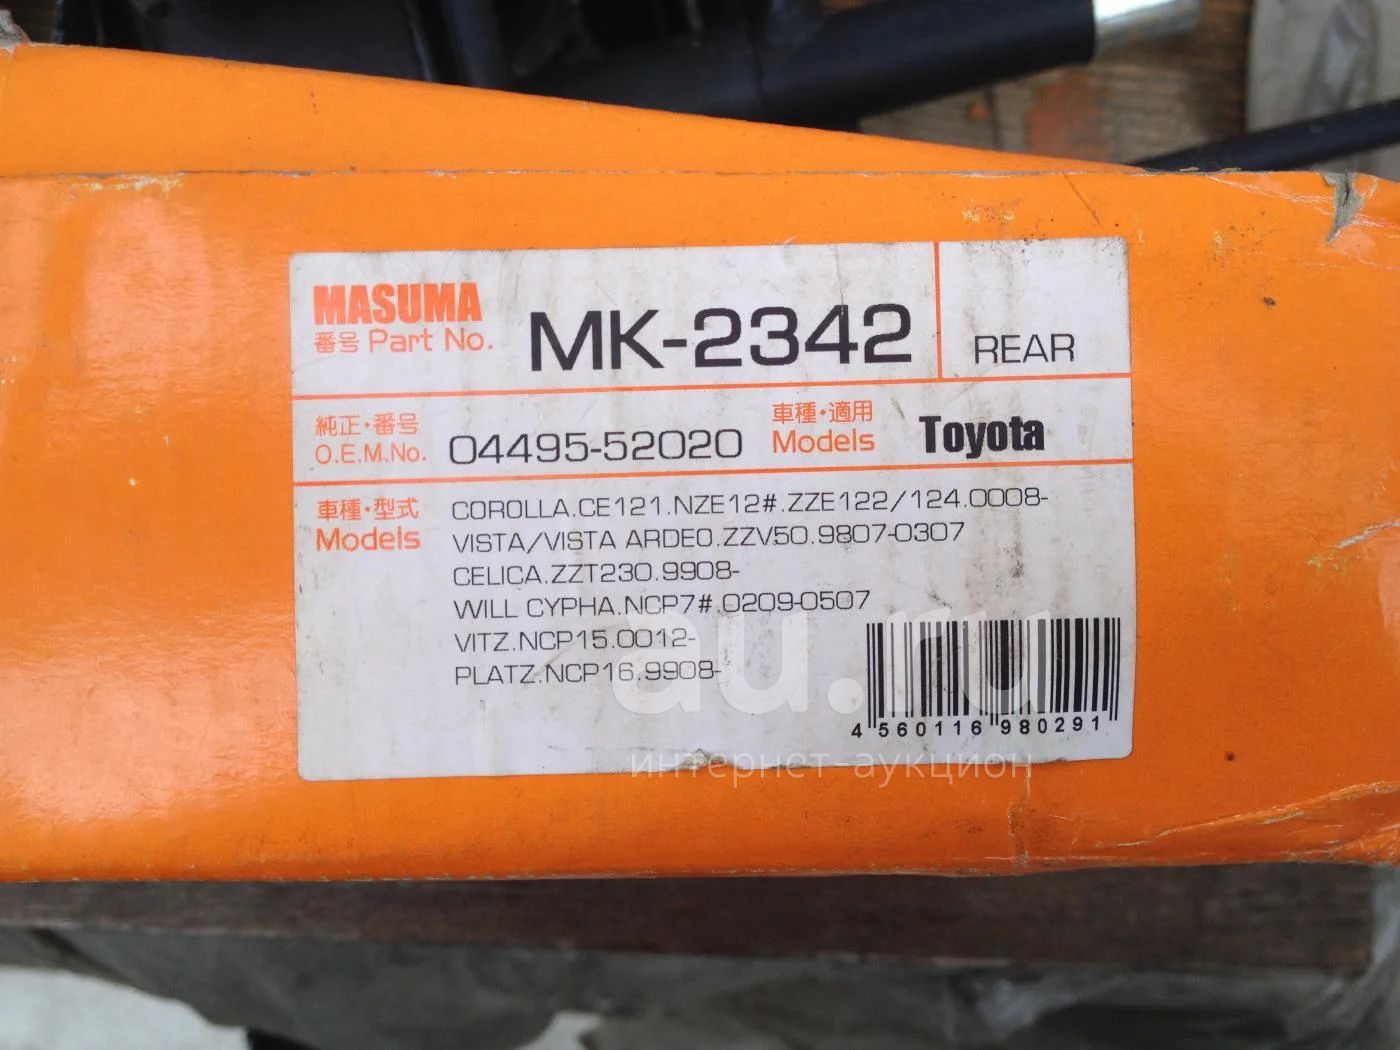 MASUMA
番号 Part No.
MK-2342
REAR
純正・番号
O.E.M.No.
04495-52020
車種・適用
Models
Toyota
車種・型式
Models
COROLLA.CE121.NZE12#.ZZE122/124.0008-
VISTA/VISTA ARDEO.ZZV50.9807-0307
CELICA.ZZT230.9908-
WILL CYPHA.NCP7#.0209-0507
VITZ.NCP15.0012-
PLATZ.NCP16.9908-
4 560116 980291
au.ru
интернет-аукцион